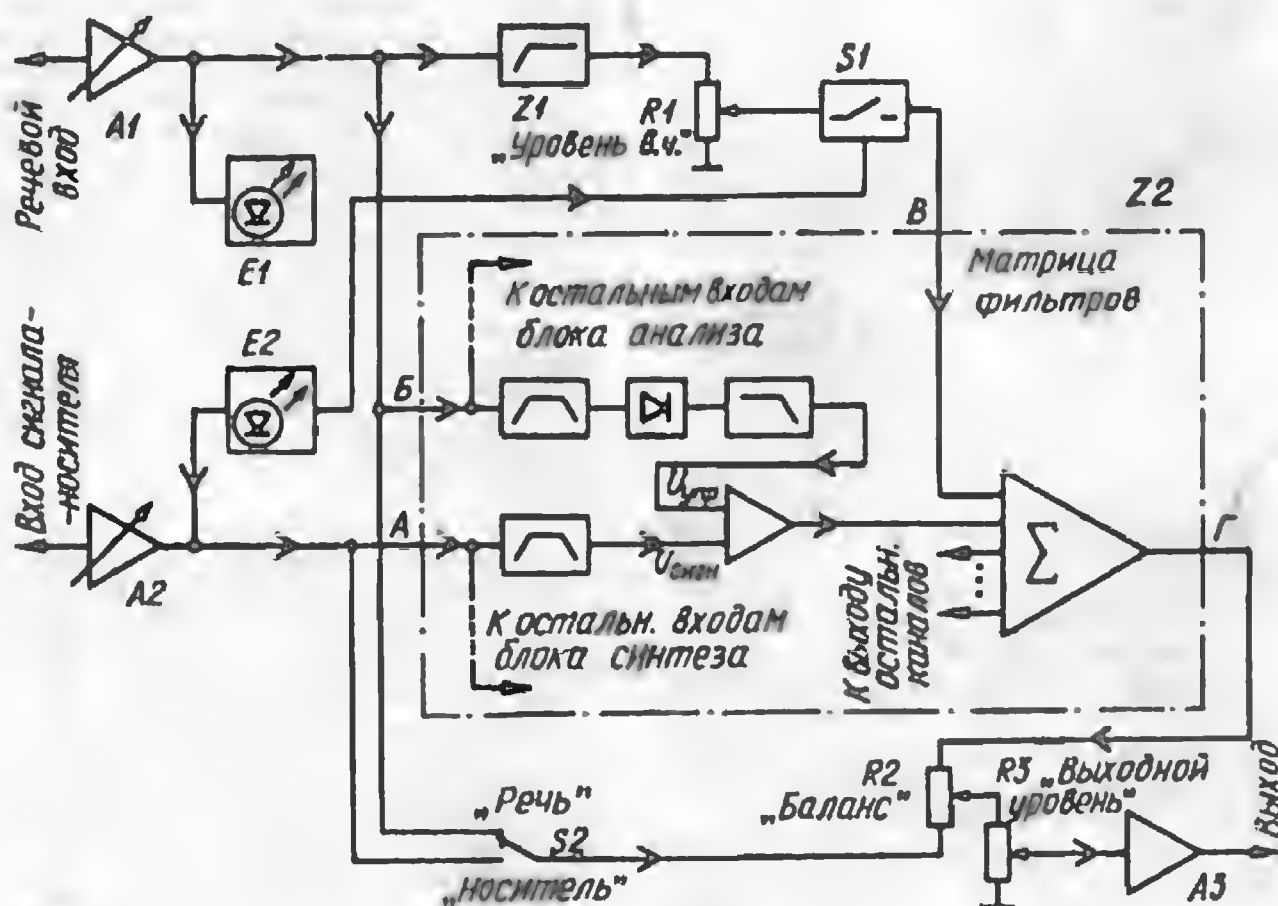 Речевой
вход
A1
E1
Z1
„Уровень в.ч."
R1
S1
Вход сигнала-
-носителя
E2
A2
Б
А
В
Z2
Матрица
фильтров
К остальным входам
блока анализа
Uупр
Uсигн
Σ
Г
К выходу
остальн.
каналов
К остальн. входам
блока синтеза
„Речь"
S2
„носитель"
R2
„Баланс"
R3 „Выходной
уровень"
A3
Выход